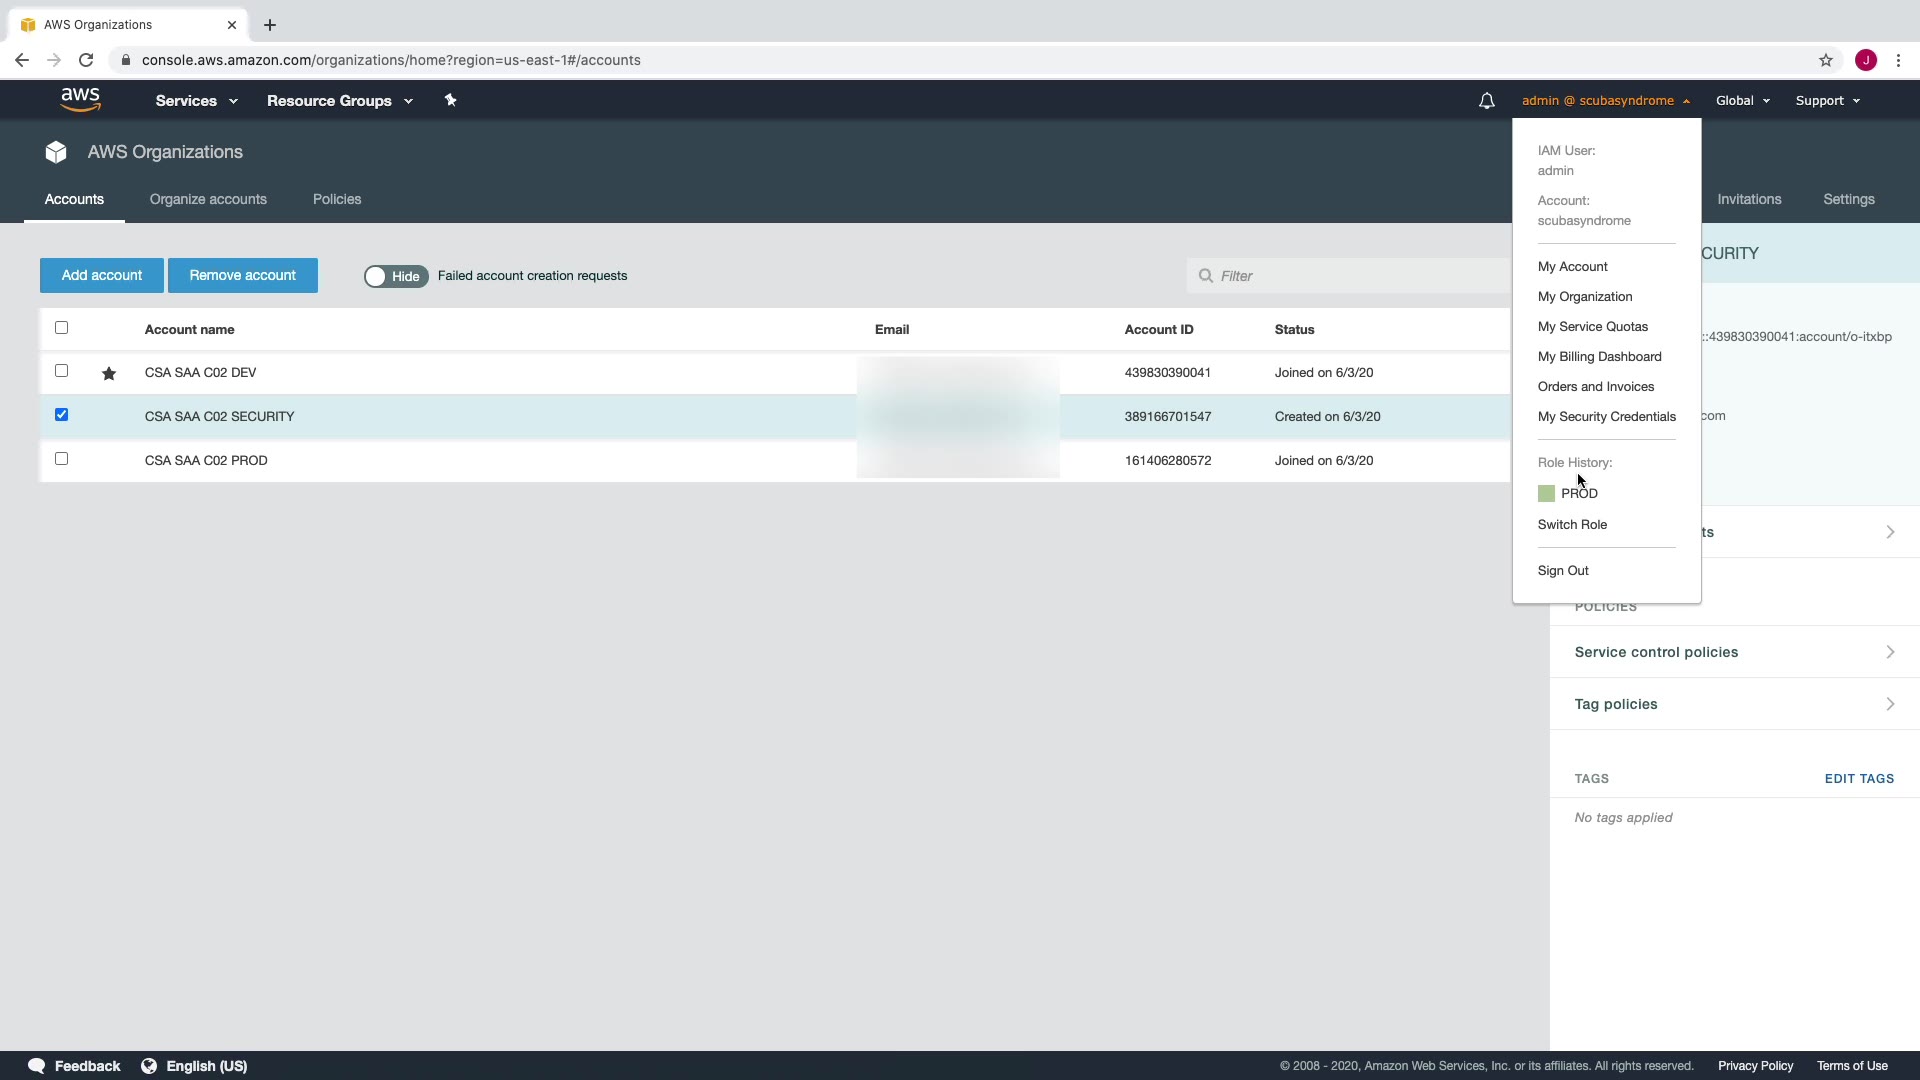 AWS Organizations
console.aws.amazon.com/organizations/home?region=us-east-1#/accounts
J
aws
Services
Resource Groups
admin @ scubasyndrome
Global
Support
AWS Organizations
Accounts
Organize accounts
Policies
Invitations
Settings
IAM User:
admin
Account:
scubasyndrome
My Account
My Organization
My Service Quotas
My Billing Dashboard
Orders and Invoices
My Security Credentials
Role History:
PROD
Switch Role
Sign Out
Add account
Remove account
Hide
Failed account creation requests
Filter
Account name Email Account ID Status
CSA SAA C02 DEV 439830390041 Joined on 6/3/20
CSA SAA C02 SECURITY 389166701547 Created on 6/3/20
CSA SAA C02 PROD 161406280572 Joined on 6/3/20
CURITY
::439830390041:account/o-itxbp
com
ts
POLICIES
Service control policies
Tag policies
TAGS
EDIT TAGS
No tags applied
Feedback
English (US)
© 2008 - 2020, Amazon Web Services, Inc. or its affiliates. All rights reserved.
Privacy Policy
Terms of Use